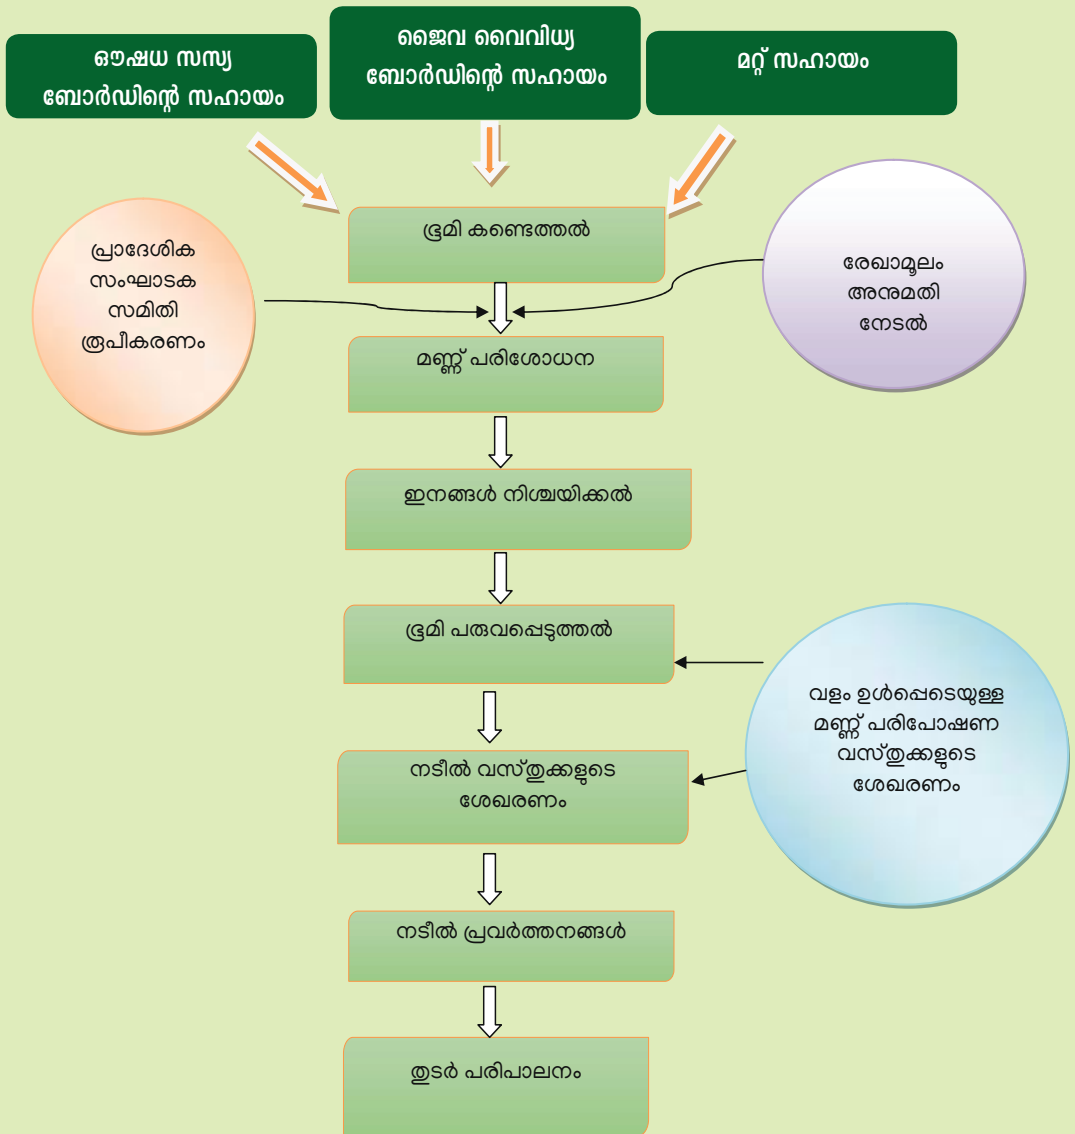 ഔഷധ സസ്യ
ബോർഡിന്റെ സഹായം
ജൈവ വൈവിധ്യ
ബോർഡിന്റെ സഹായം
മറ്റ് സഹായം
ഭൂമി കണ്ടെത്തൽ
പ്രാദേശിക
സംഘാടക
സമിതി
രൂപീകരണം
രേഖാമൂലം
അനുമതി
നേടൽ
മണ്ണ് പരിശോധന
ഇനങ്ങൾ നിശ്ചയിക്കൽ
ഭൂമി പരുവപ്പെടുത്തൽ
വളം ഉൾപ്പെടെയുള്ള
മണ്ണ് പരിപോഷണ
വസ്തുക്കളുടെ
ശേഖരണം
നടീൽ വസ്തുക്കളുടെ
ശേഖരണം
നടീൽ പ്രവർത്തനങ്ങൾ
തുടർ പരിപാലനം